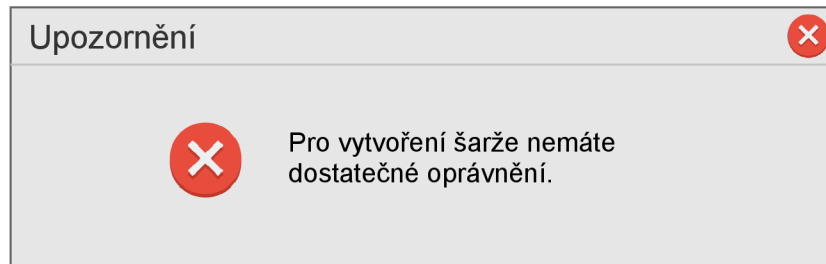 Upozornění
Pro vytvoření šarže nemáte
dostatečné oprávnění.